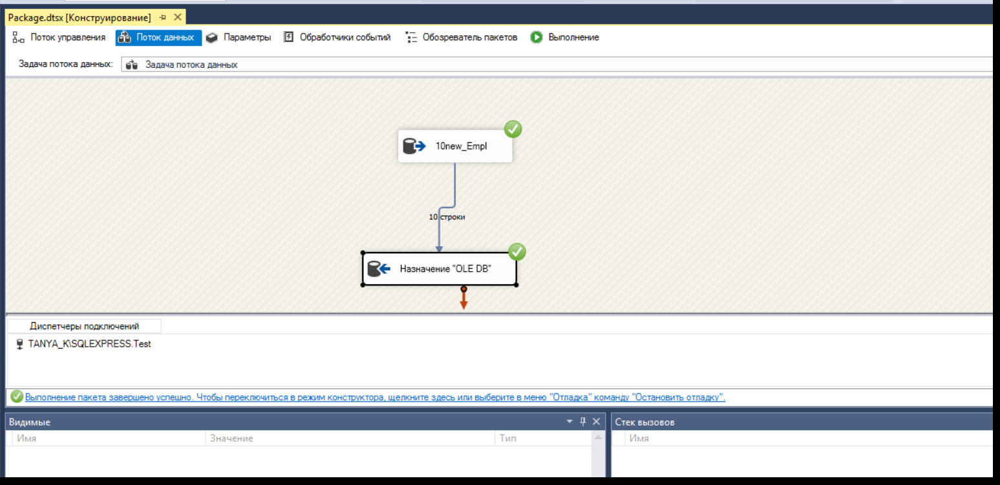 Package.dtsx [Конструирование]
Поток управления Поток данных Параметры Обработчики событий Обозреватель пакетов Выполнение
Задача потока данных: Задача потока данных
10new_Empl
10 строки
Назначение "OLE DB"
Диспетчеры подключений
TANYA_K\SQLEXPRESS.Test
Выполнение пакета завершено успешно. Чтобы переключиться в режим конструктора, щелкните здесь или выберите в меню "Отладка" команду "Остановить отладку".
Видимые Стек вызовов
Имя Значение Тип Имя